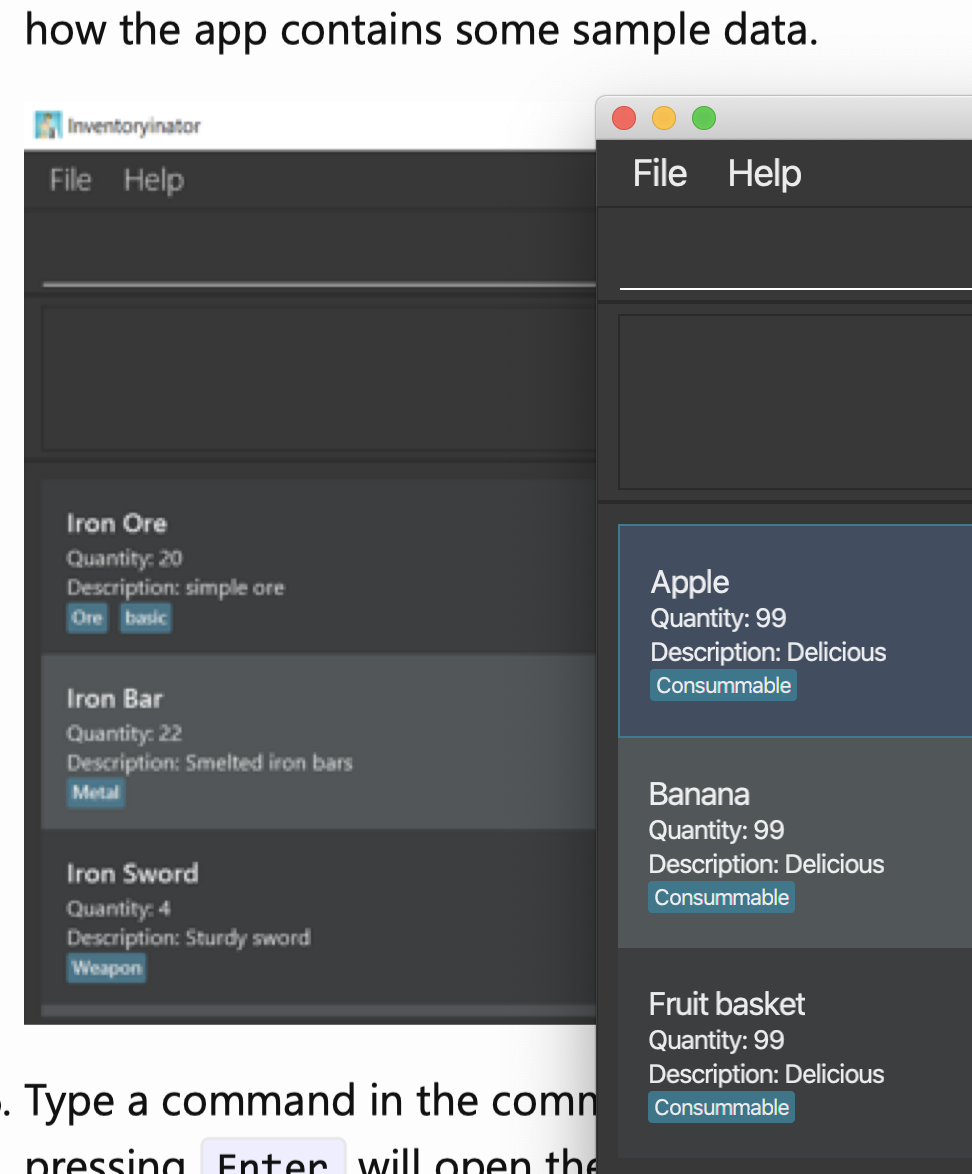 how the app contains some sample data.
Inventoryinator
File Help
Iron Ore
Quantity: 20
Description: simple ore
Ore basic
Iron Bar
Quantity: 22
Description: Smelted iron bars
Metal
Iron Sword
Quantity: 4
Description: Sturdy sword
Weapon
File Help
Apple
Quantity: 99
Description: Delicious
Consummable
Banana
Quantity: 99
Description: Delicious
Consummable
Fruit basket
Quantity: 99
Description: Delicious
Consummable
. Type a command in the comm
pressing Enter will open the